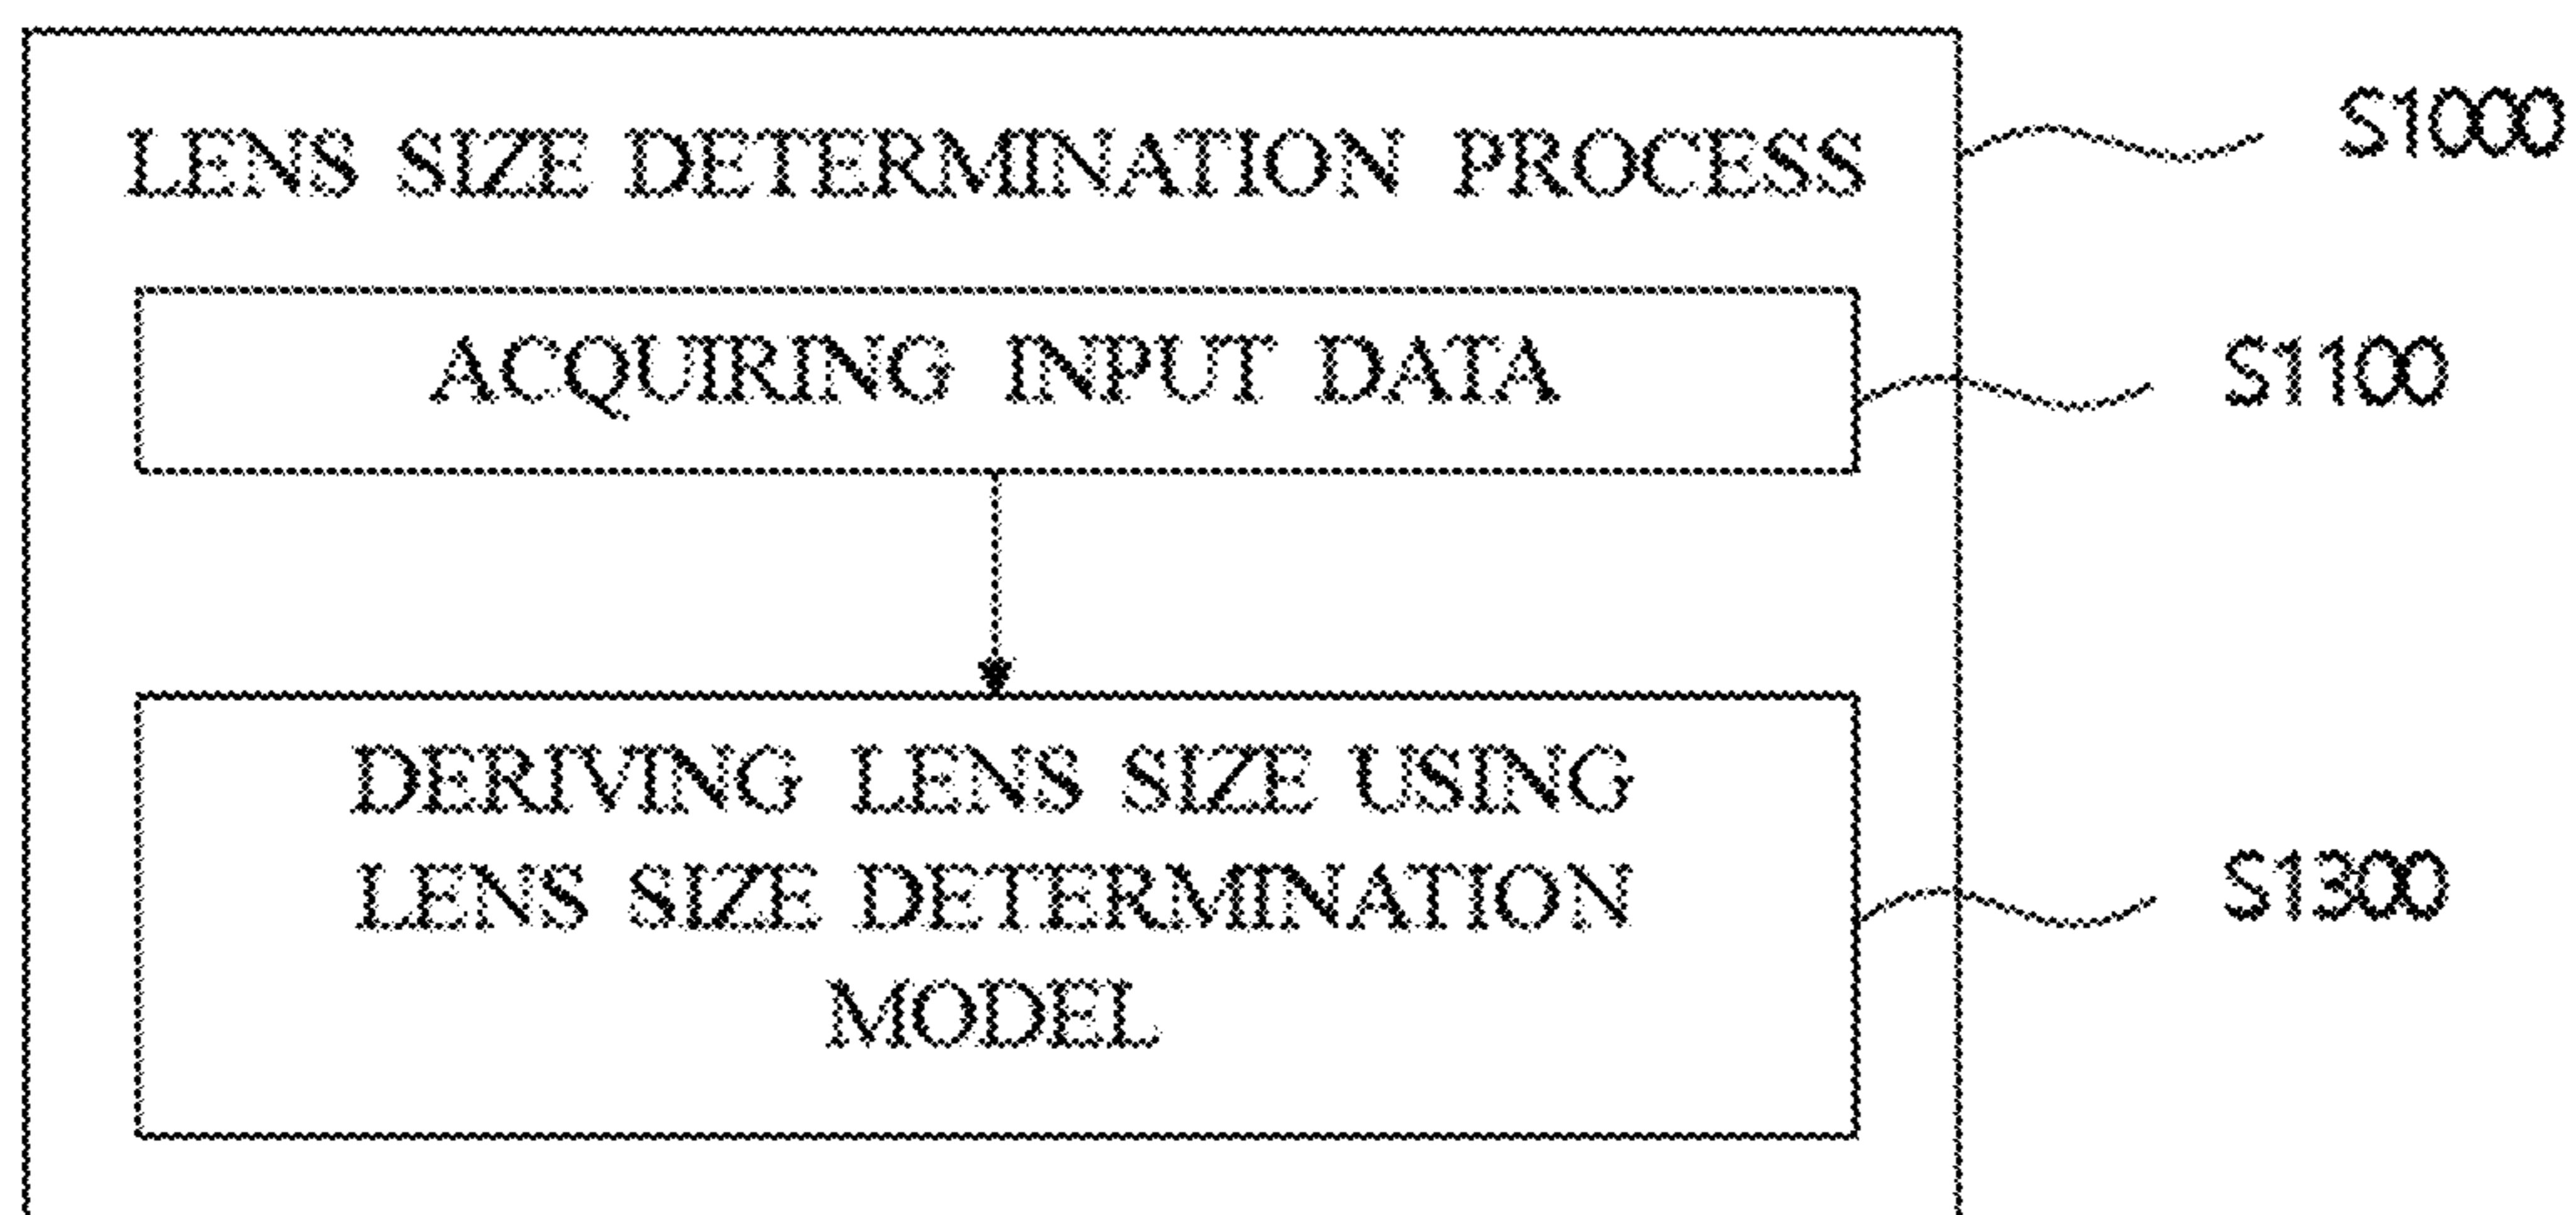 LENS SIZE DETERMINATION PROCESS
S1000
ACQUIRING INPUT DATA
S1100
DERIVING LENS SIZE USING
LENS SIZE DETERMINATION
MODEL
S1300